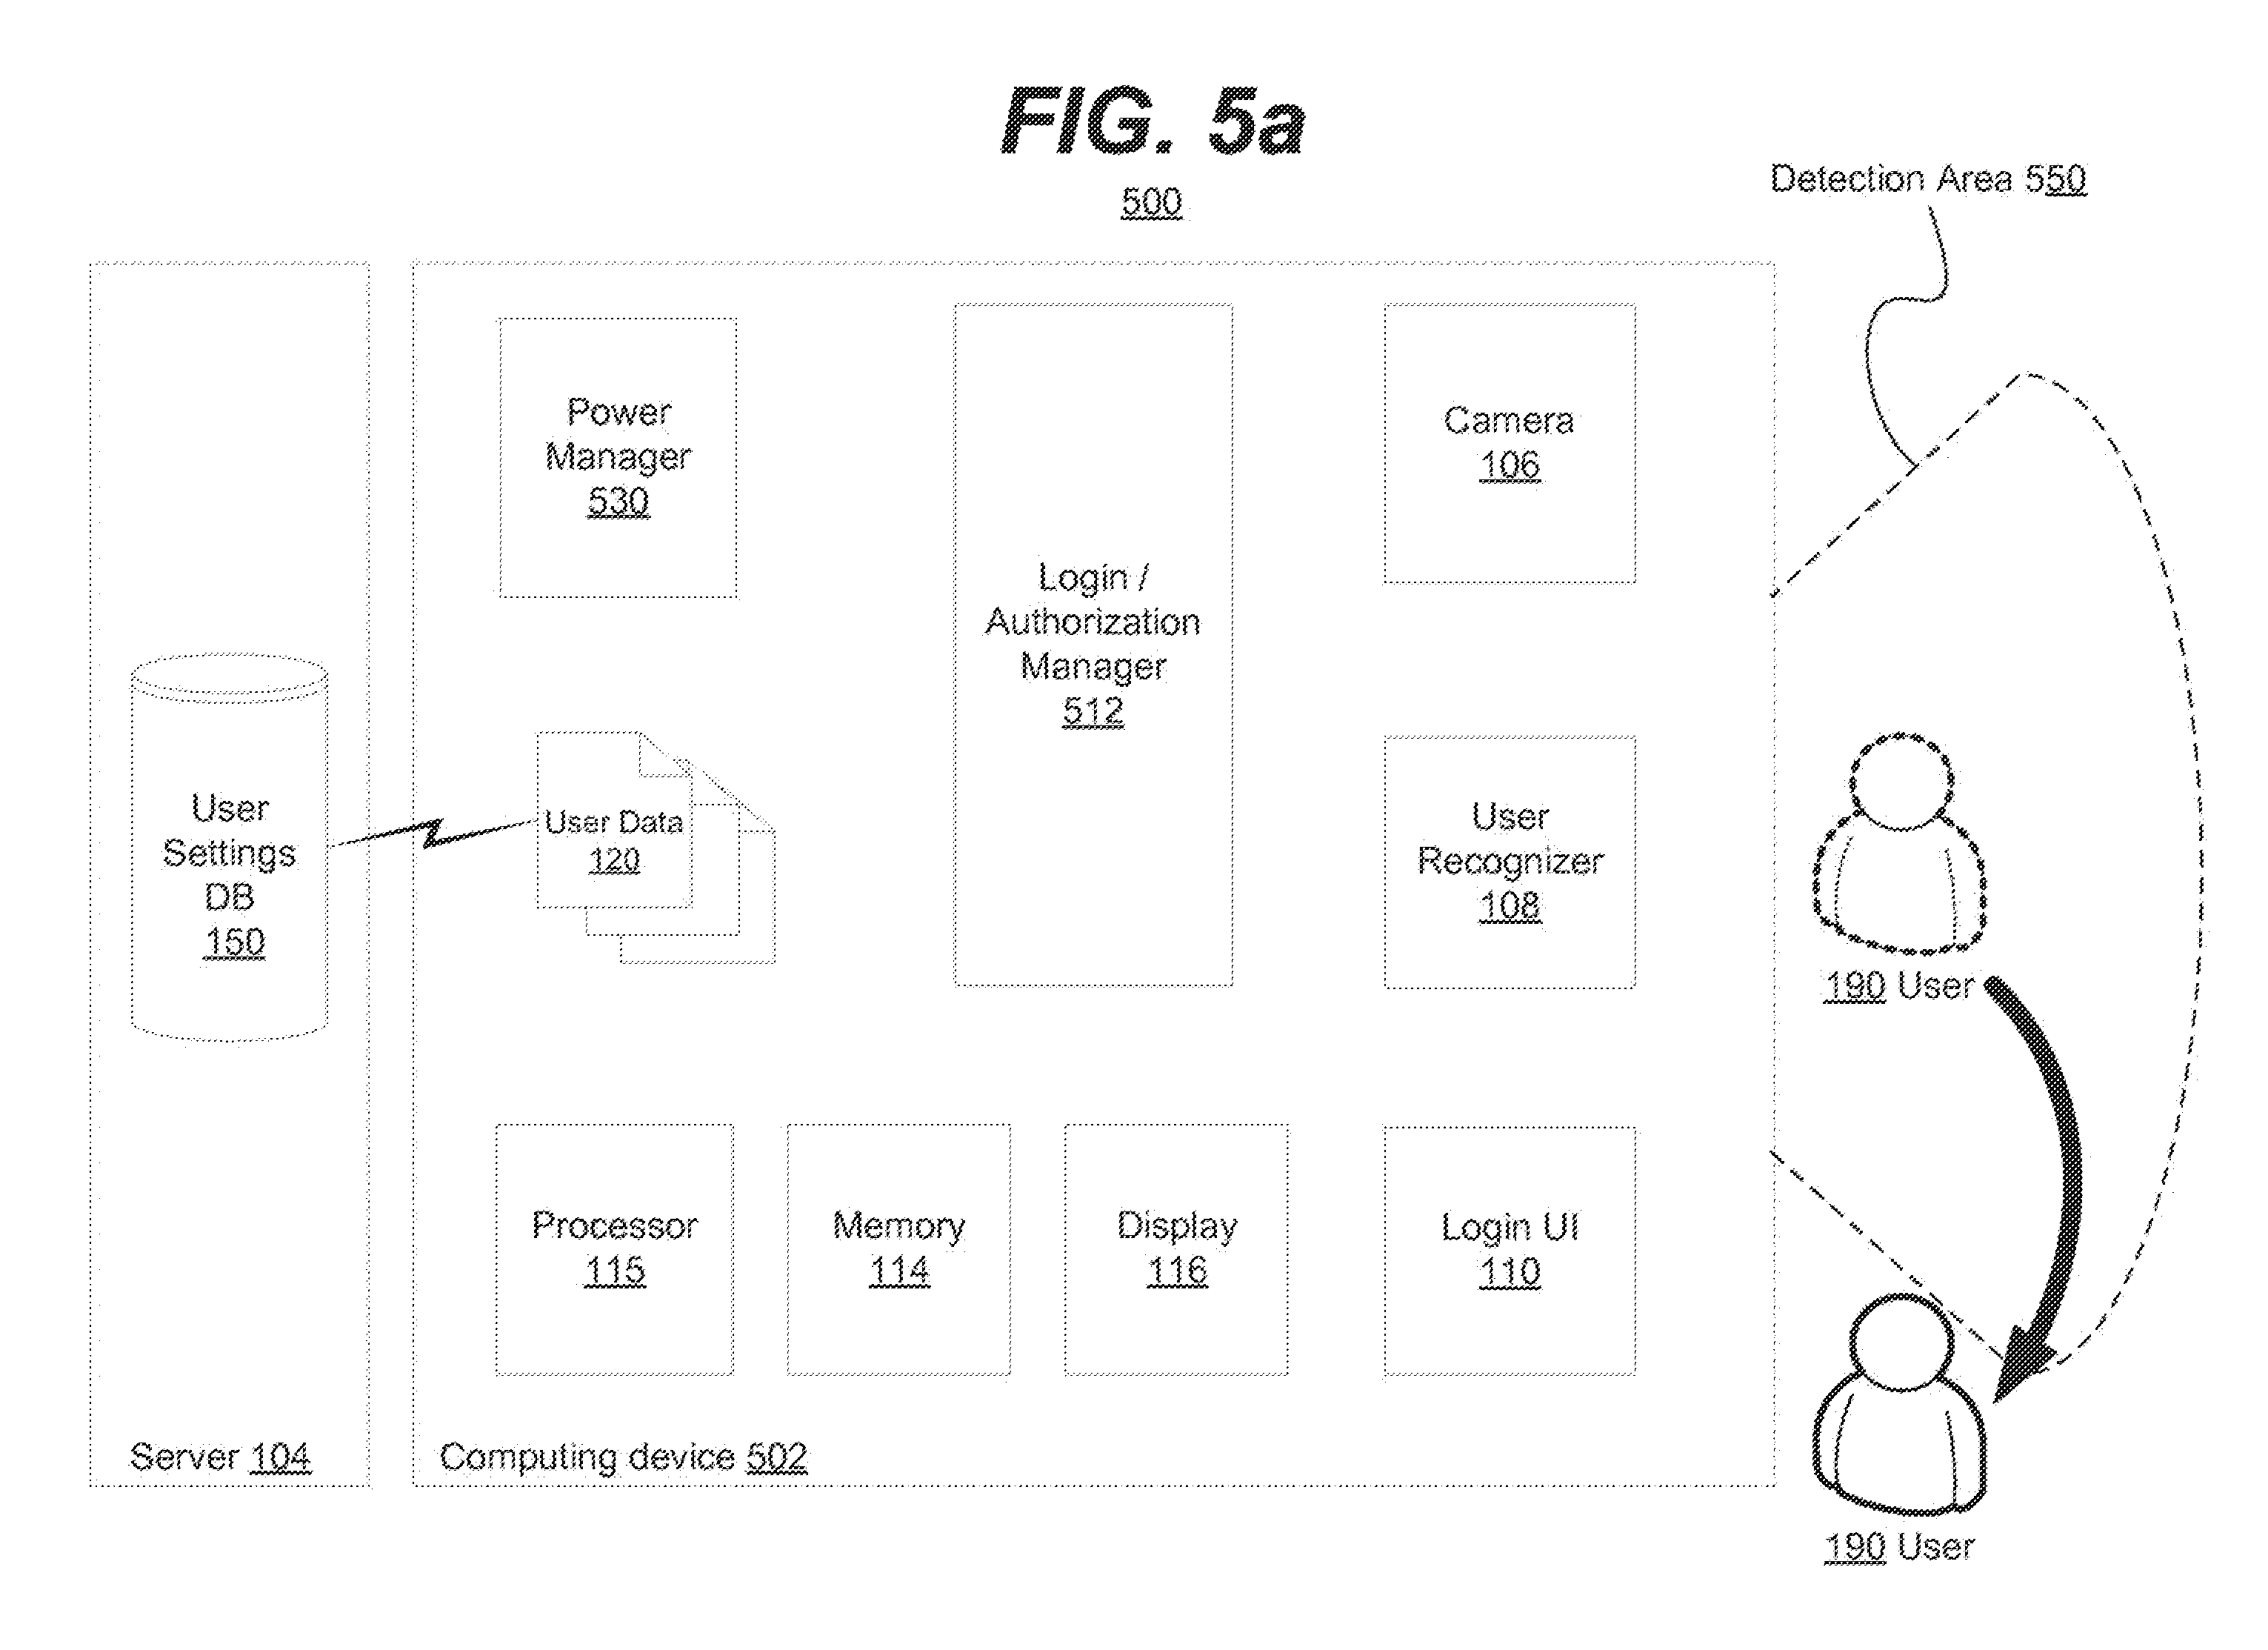 FIG. 5a
500
Detection Area 550
Power
Manager
530
Login /
Authorization
Manager
512
Camera
106
User
Settings
DB
150
User Data
120
User
Recognizer
108
190 User
Processor
115
Memory
114
Display
116
Login UI
110
Server 104
Computing device 502
190 User